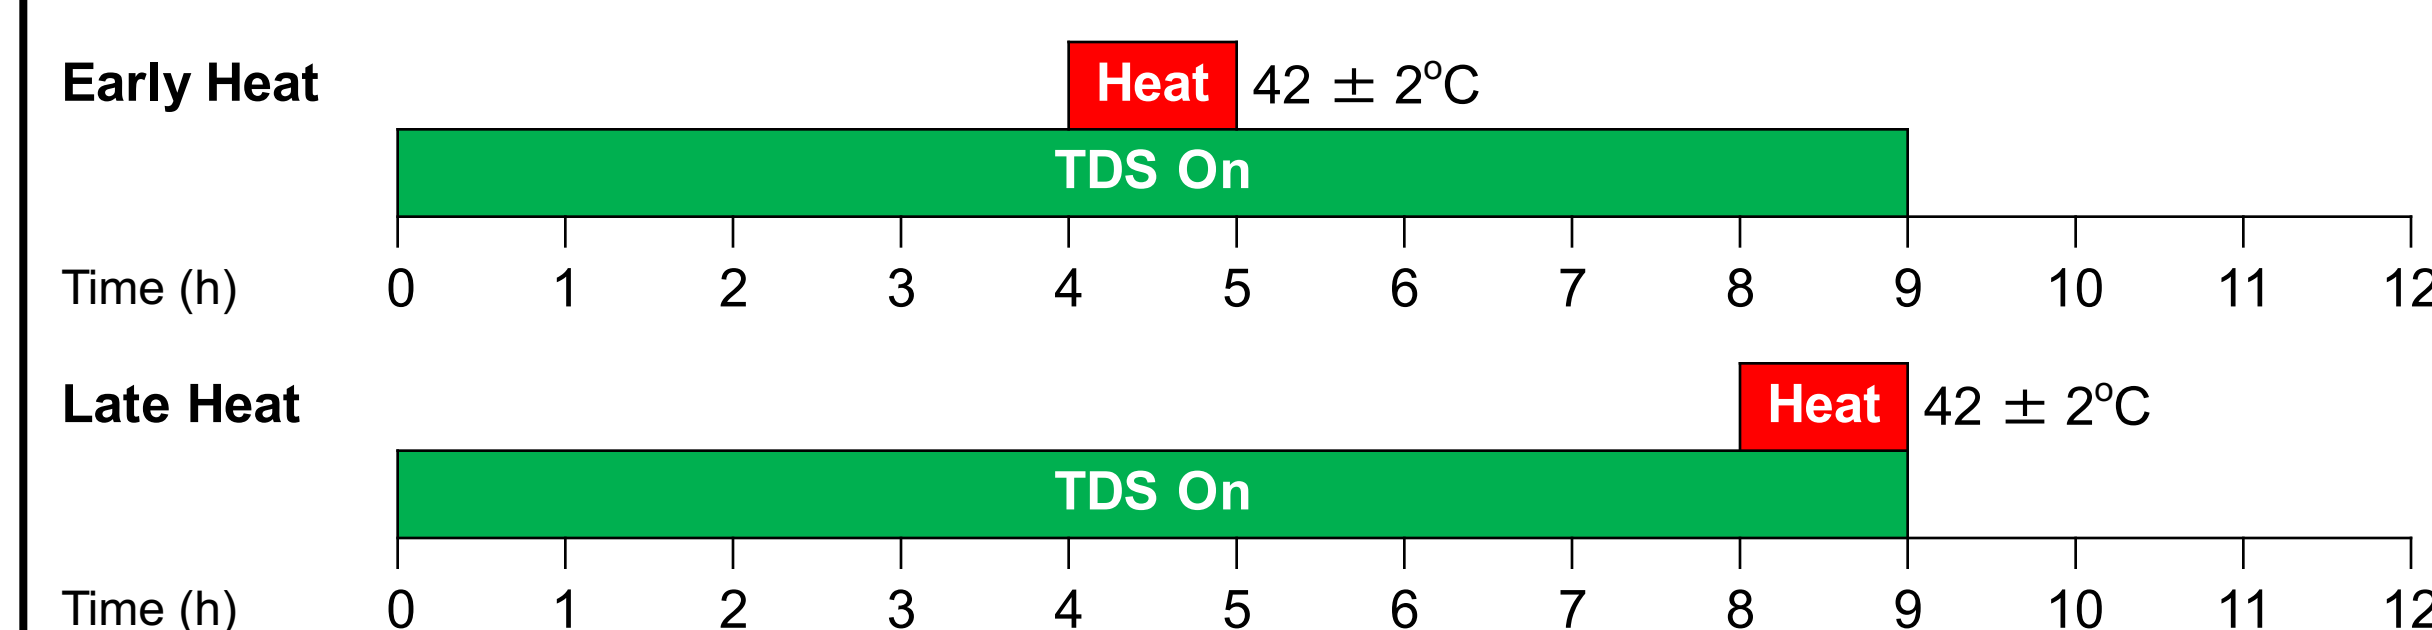 Early Heat
Heat 42 ± 2°C
TDS On
Time (h) 0 1 2 3 4 5 6 7 8 9 10 11 12
Late Heat
Heat 42 ± 2°C
TDS On
Time (h) 0 1 2 3 4 5 6 7 8 9 10 11 12